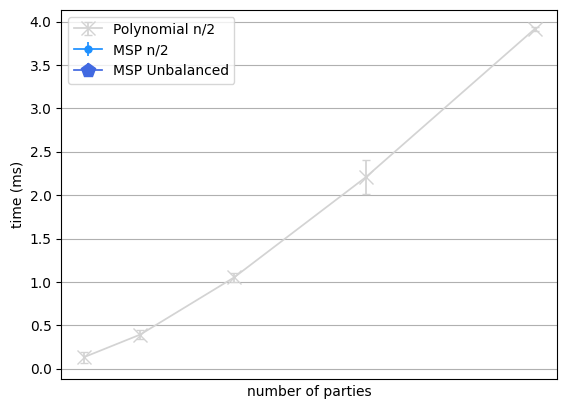 4.0
3.5
3.0
2.5
2.0
1.5
1.0
0.5
0.0
time (ms)
Polynomial n/2
MSP n/2
MSP Unbalanced
number of parties